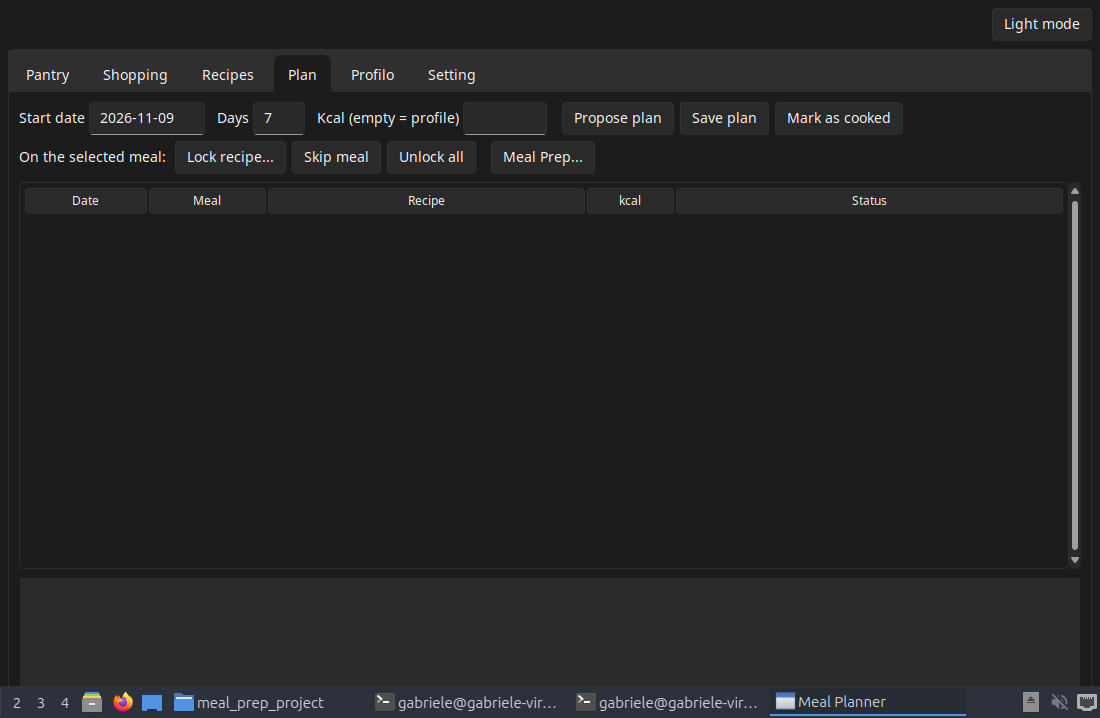 Light mode
Pantry Shopping Recipes Plan Profilo Setting
Start date 2026-11-09 Days 7 Kcal (empty = profile) Propose plan Save plan Mark as cooked
On the selected meal: Lock recipe... Skip meal Unlock all Meal Prep...
Date Meal Recipe kcal Status
2 3 4 meal_prep_project gabriele@gabriele-vir... gabriele@gabriele-vir... Meal Planner